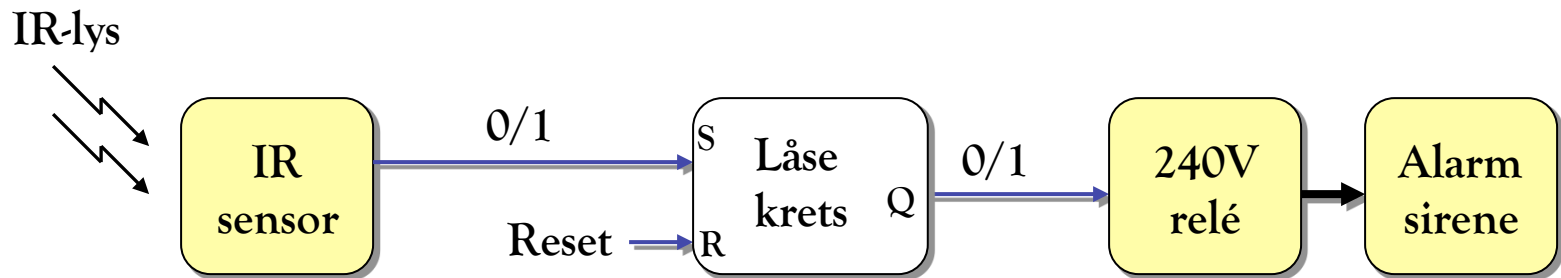 IR-lys
IR
sensor
0/1
Reset
S
R
Låse
krets
Q
0/1
240V
relé
Alarm
sirene